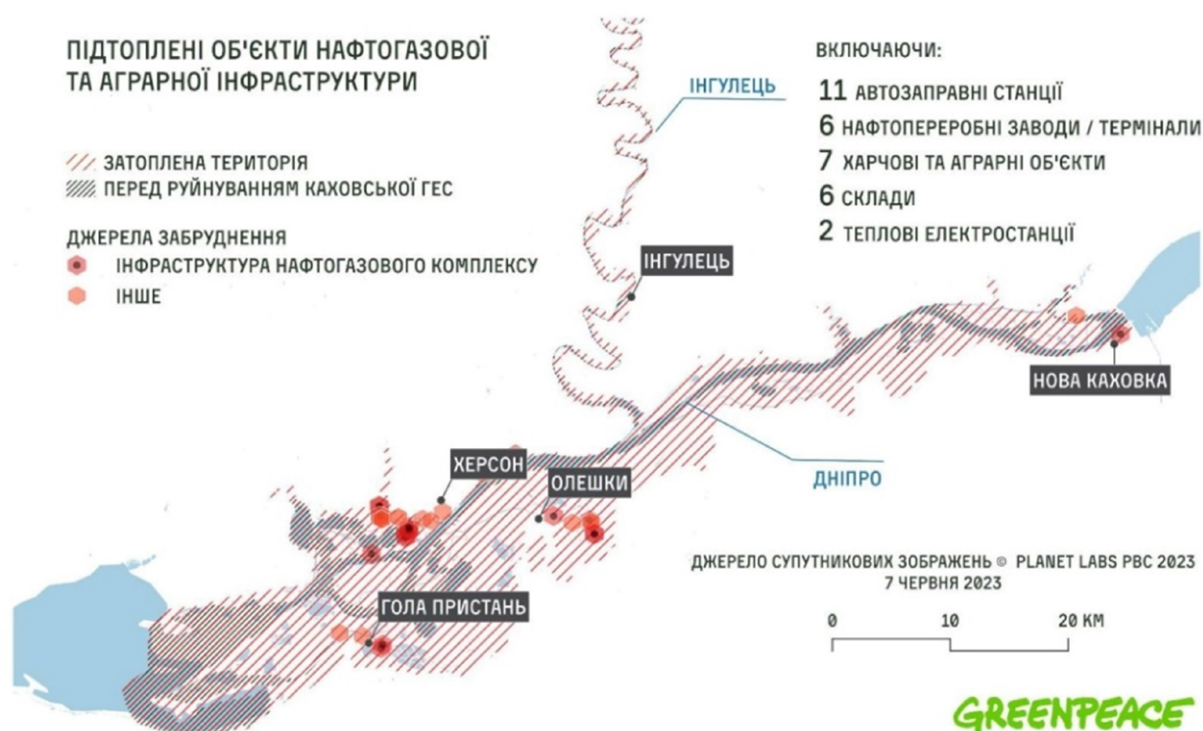 ПІДТОПЛЕНІ ОБ'ЄКТИ НАФТОГАЗОВОЇ
ТА АГРАРНОЇ ІНФРАСТРУКТУРИ
ЗАТОПЛЕНА ТЕРИТОРІЯ
ПЕРЕД РУЙНУВАННЯМ КАХОВСЬКОЇ ГЕС
ДЖЕРЕЛА ЗАБРУДНЕННЯ
ІНФРАСТРУКТУРА НАФТОГАЗОВОГО КОМПЛЕКСУ
ІНШЕ
ІНГУЛЕЦЬ
ВКЛЮЧАЮЧИ:
11 АВТОЗАПРАВНІ СТАНЦІЇ
6 НАФТОПЕРЕРОБНІ ЗАВОДИ / ТЕРМІНАЛИ
7 ХАРЧОВІ ТА АГРАРНІ ОБ'ЄКТИ
6 СКЛАДИ
2 ТЕПЛОВІ ЕЛЕКТРОСТАНЦІЇ
ІНГУЛЕЦЬ
НОВА КАХОВКА
ХЕРСОН
ОЛЕШКИ
ДНІПРО
ГОЛА ПРИСТАНЬ
ДЖЕРЕЛО СУПУТНИКОВИХ ЗОБРАЖЕНЬ © PLANET LABS PBC 2023
7 ЧЕРВНЯ 2023
0 10 20 КМ
GREENPEACE